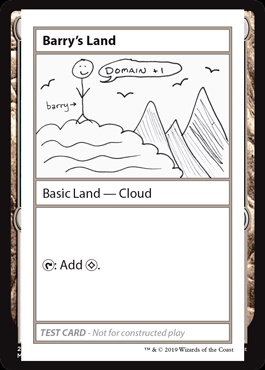 Barry's Land
DOMAIN +1
barry
Basic Land — Cloud
: Add .
TEST CARD - Not for constructed play
™ & © 2019 Wizards of the Coast